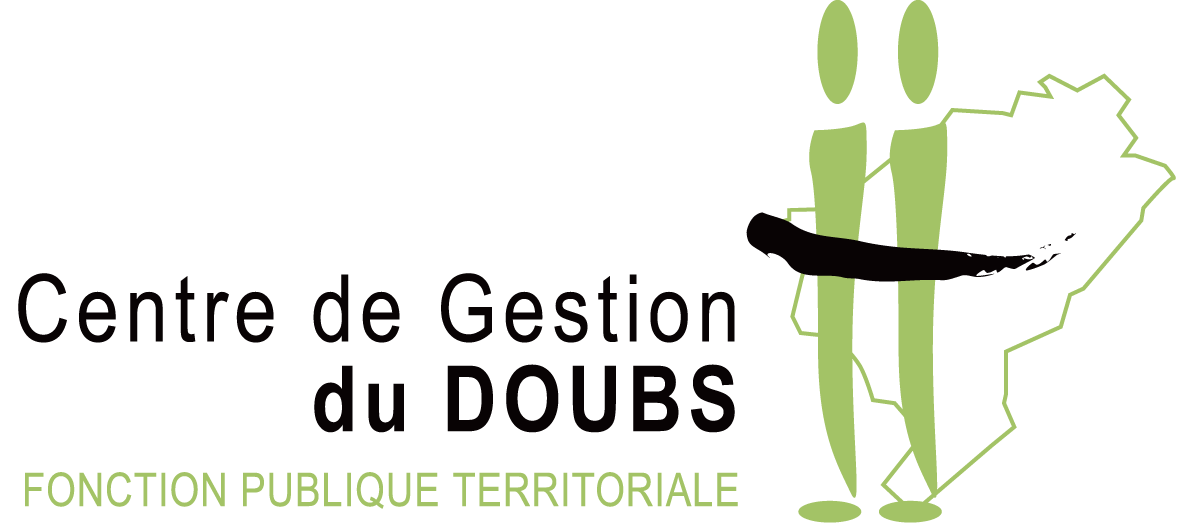 Centre de Gestion
du DOUBS
FONCTION PUBLIQUE TERRITORIALE